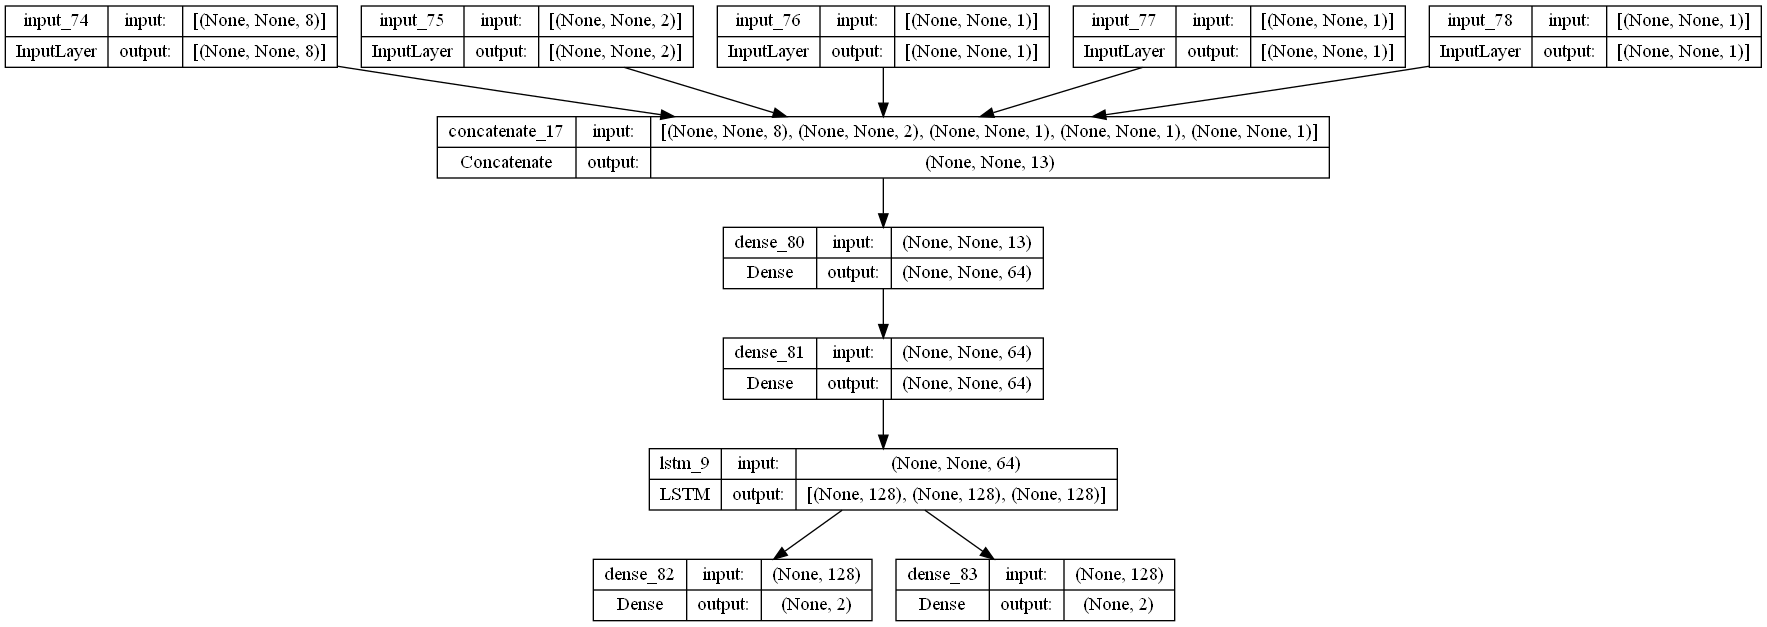 input_74 input: [(None, None, 8)]
InputLayer output: [(None, None, 8)]
input_75 input: [(None, None, 2)]
InputLayer output: [(None, None, 2)]
input_76 input: [(None, None, 1)]
InputLayer output: [(None, None, 1)]
input_77 input: [(None, None, 1)]
InputLayer output: [(None, None, 1)]
input_78 input: [(None, None, 1)]
InputLayer output: [(None, None, 1)]
concatenate_17 input: [(None, None, 8), (None, None, 2), (None, None, 1), (None, None, 1), (None, None, 1)]
Concatenate output: (None, None, 13)
dense_80 input: (None, None, 13)
Dense output: (None, None, 64)
dense_81 input: (None, None, 64)
Dense output: (None, None, 64)
lstm_9 input: (None, None, 64)
LSTM output: [(None, 128), (None, 128), (None, 128)]
dense_82 input: (None, 128)
Dense output: (None, 2)
dense_83 input: (None, 128)
Dense output: (None, 2)